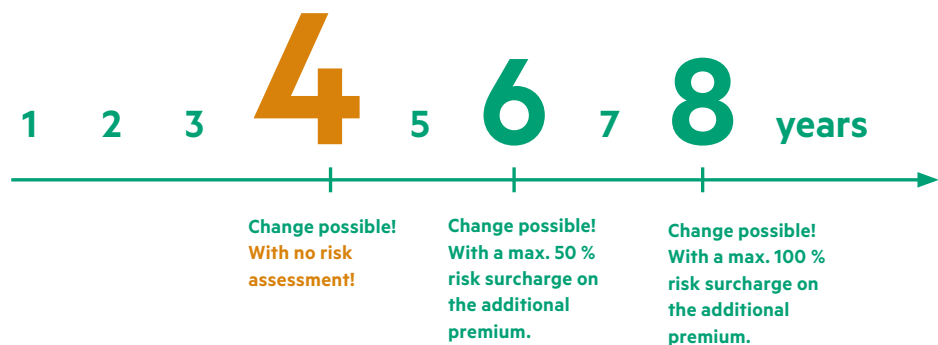 1 2 3 4 5 6 7 8 years
Change possible!
With no risk
assessment!
Change possible!
With a max. 50 %
risk surcharge on
the additional
premium.
Change possible!
With a max. 100 %
risk surcharge on
the additional
premium.